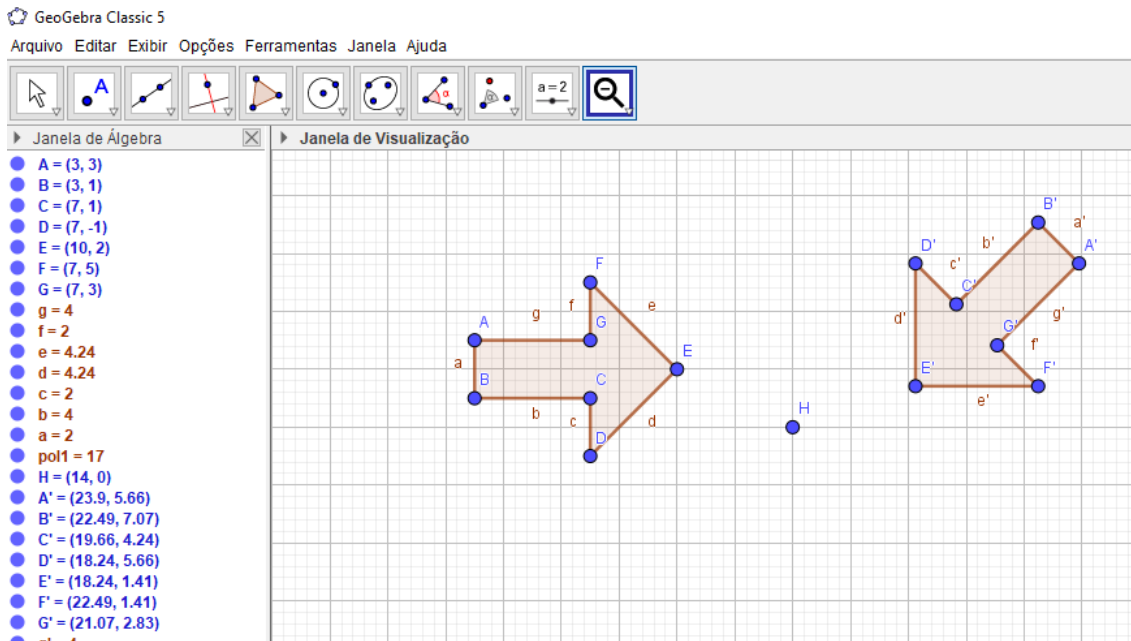 GeoGebra Classic 5
Arquivo Editar Exibir Opções Ferramentas Janela Ajuda
A
α
a=2
Janela de Álgebra
Janela de Visualização
A = (3, 3)
B = (3, 1)
C = (7, 1)
D = (7, -1)
E = (10, 2)
F = (7, 5)
G = (7, 3)
g = 4
f = 2
e = 4.24
d = 4.24
c = 2
b = 4
a = 2
pol1 = 17
H = (14, 0)
A' = (23.9, 5.66)
B' = (22.49, 7.07)
C' = (19.66, 4.24)
D' = (18.24, 5.66)
E' = (18.24, 1.41)
F' = (22.49, 1.41)
G' = (21.07, 2.83)
F
f
e
g
A
G
E
a
B
C
b
c
d
D
H
B'
a'
D'
b'
A'
c'
C'
d'
G'
g'
f'
E'
F'
e'